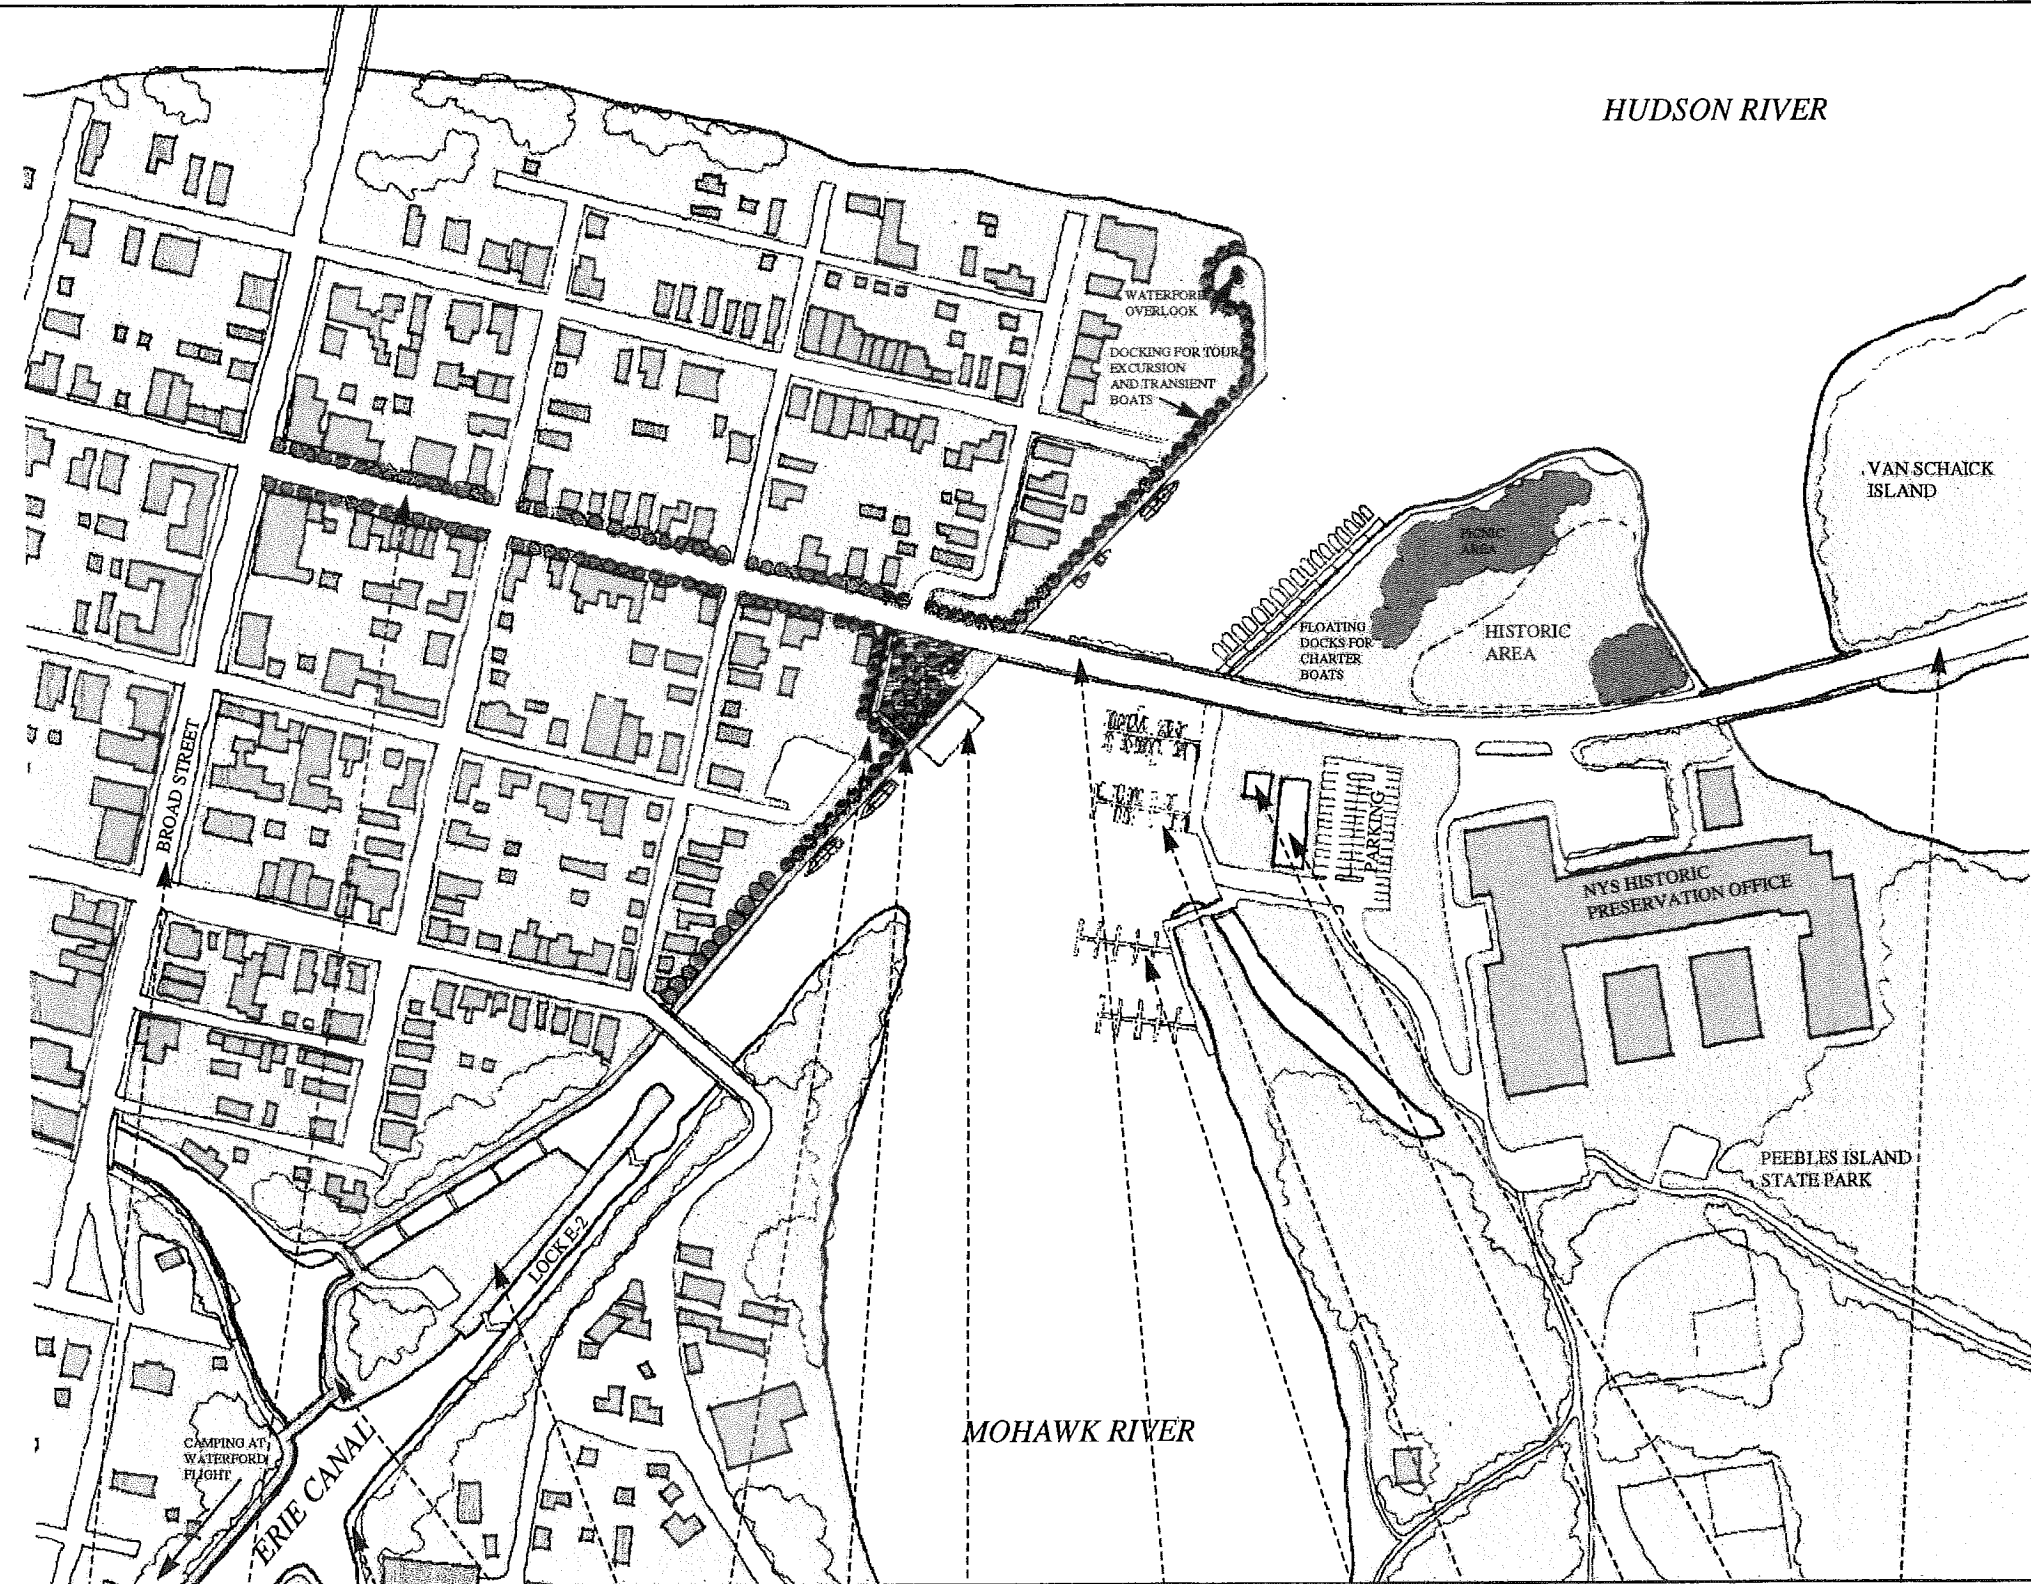 HUDSON RIVER
WATERFORD
OVERLOOK
DOCKING FOR TOUR,
EXCURSION
AND TRANSIENT
BOATS
VAN SCHAICK
ISLAND
PICNIC
AREA
HISTORIC
AREA
FLOATING
DOCKS FOR
CHARTER
BOATS
BROAD STREET
PARKING
NYS HISTORIC
PRESERVATION OFFICE
PEEBLES ISLAND
STATE PARK
LOCK E-2
MOHAWK RIVER
CAMPING AT
WATERFORD
FLIGHT
ERIE CANAL